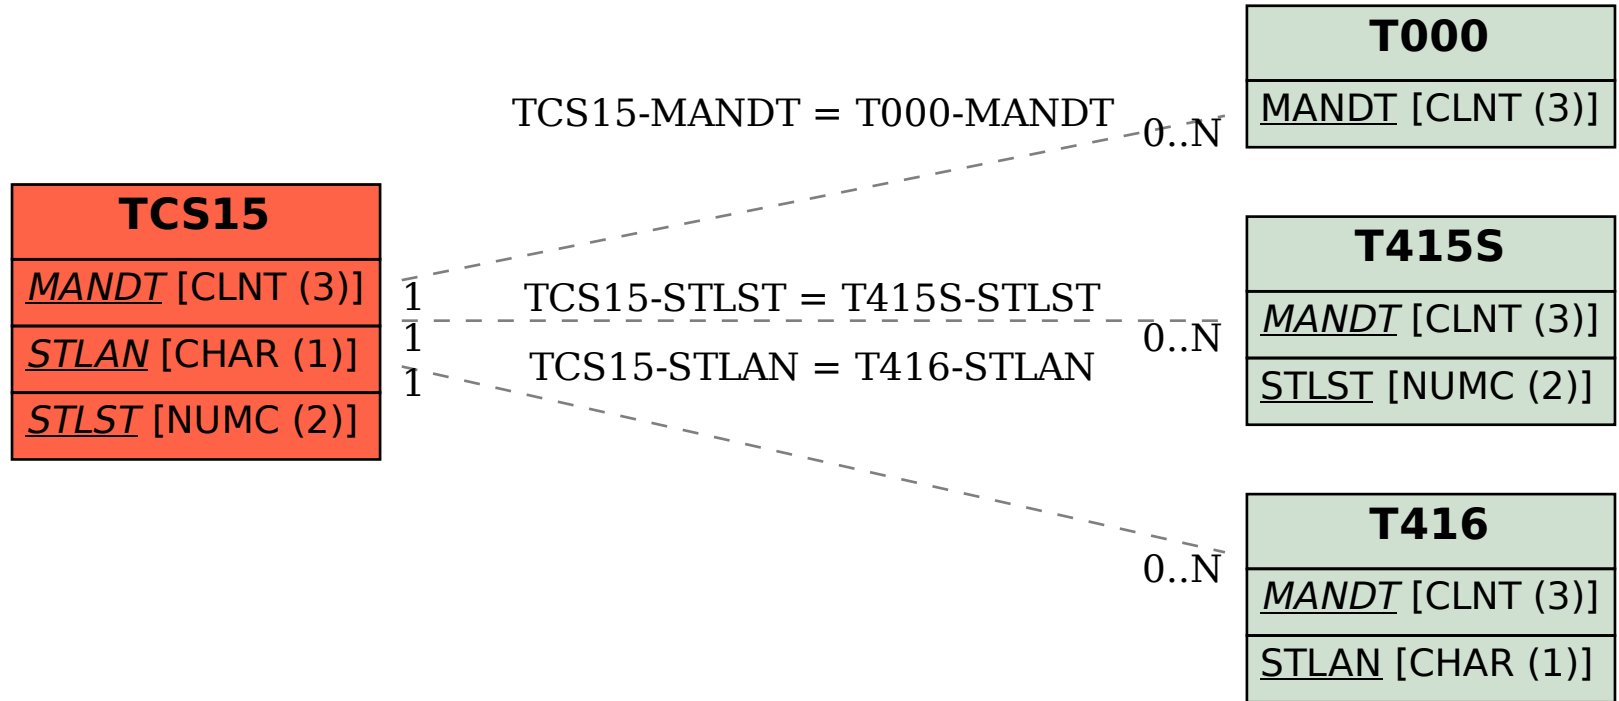 TCS15
MANDT [CLNT (3)]
STLAN [CHAR (1)]
STLST [NUMC (2)]
TCS15-MANDT = T000-MANDT
0..N
1
TCS15-STLST = T415S-STLST
1
0..N
TCS15-STLAN = T416-STLAN
1
0..N
T000
MANDT [CLNT (3)]
T415S
MANDT [CLNT (3)]
STLST [NUMC (2)]
T416
MANDT [CLNT (3)]
STLAN [CHAR (1)]